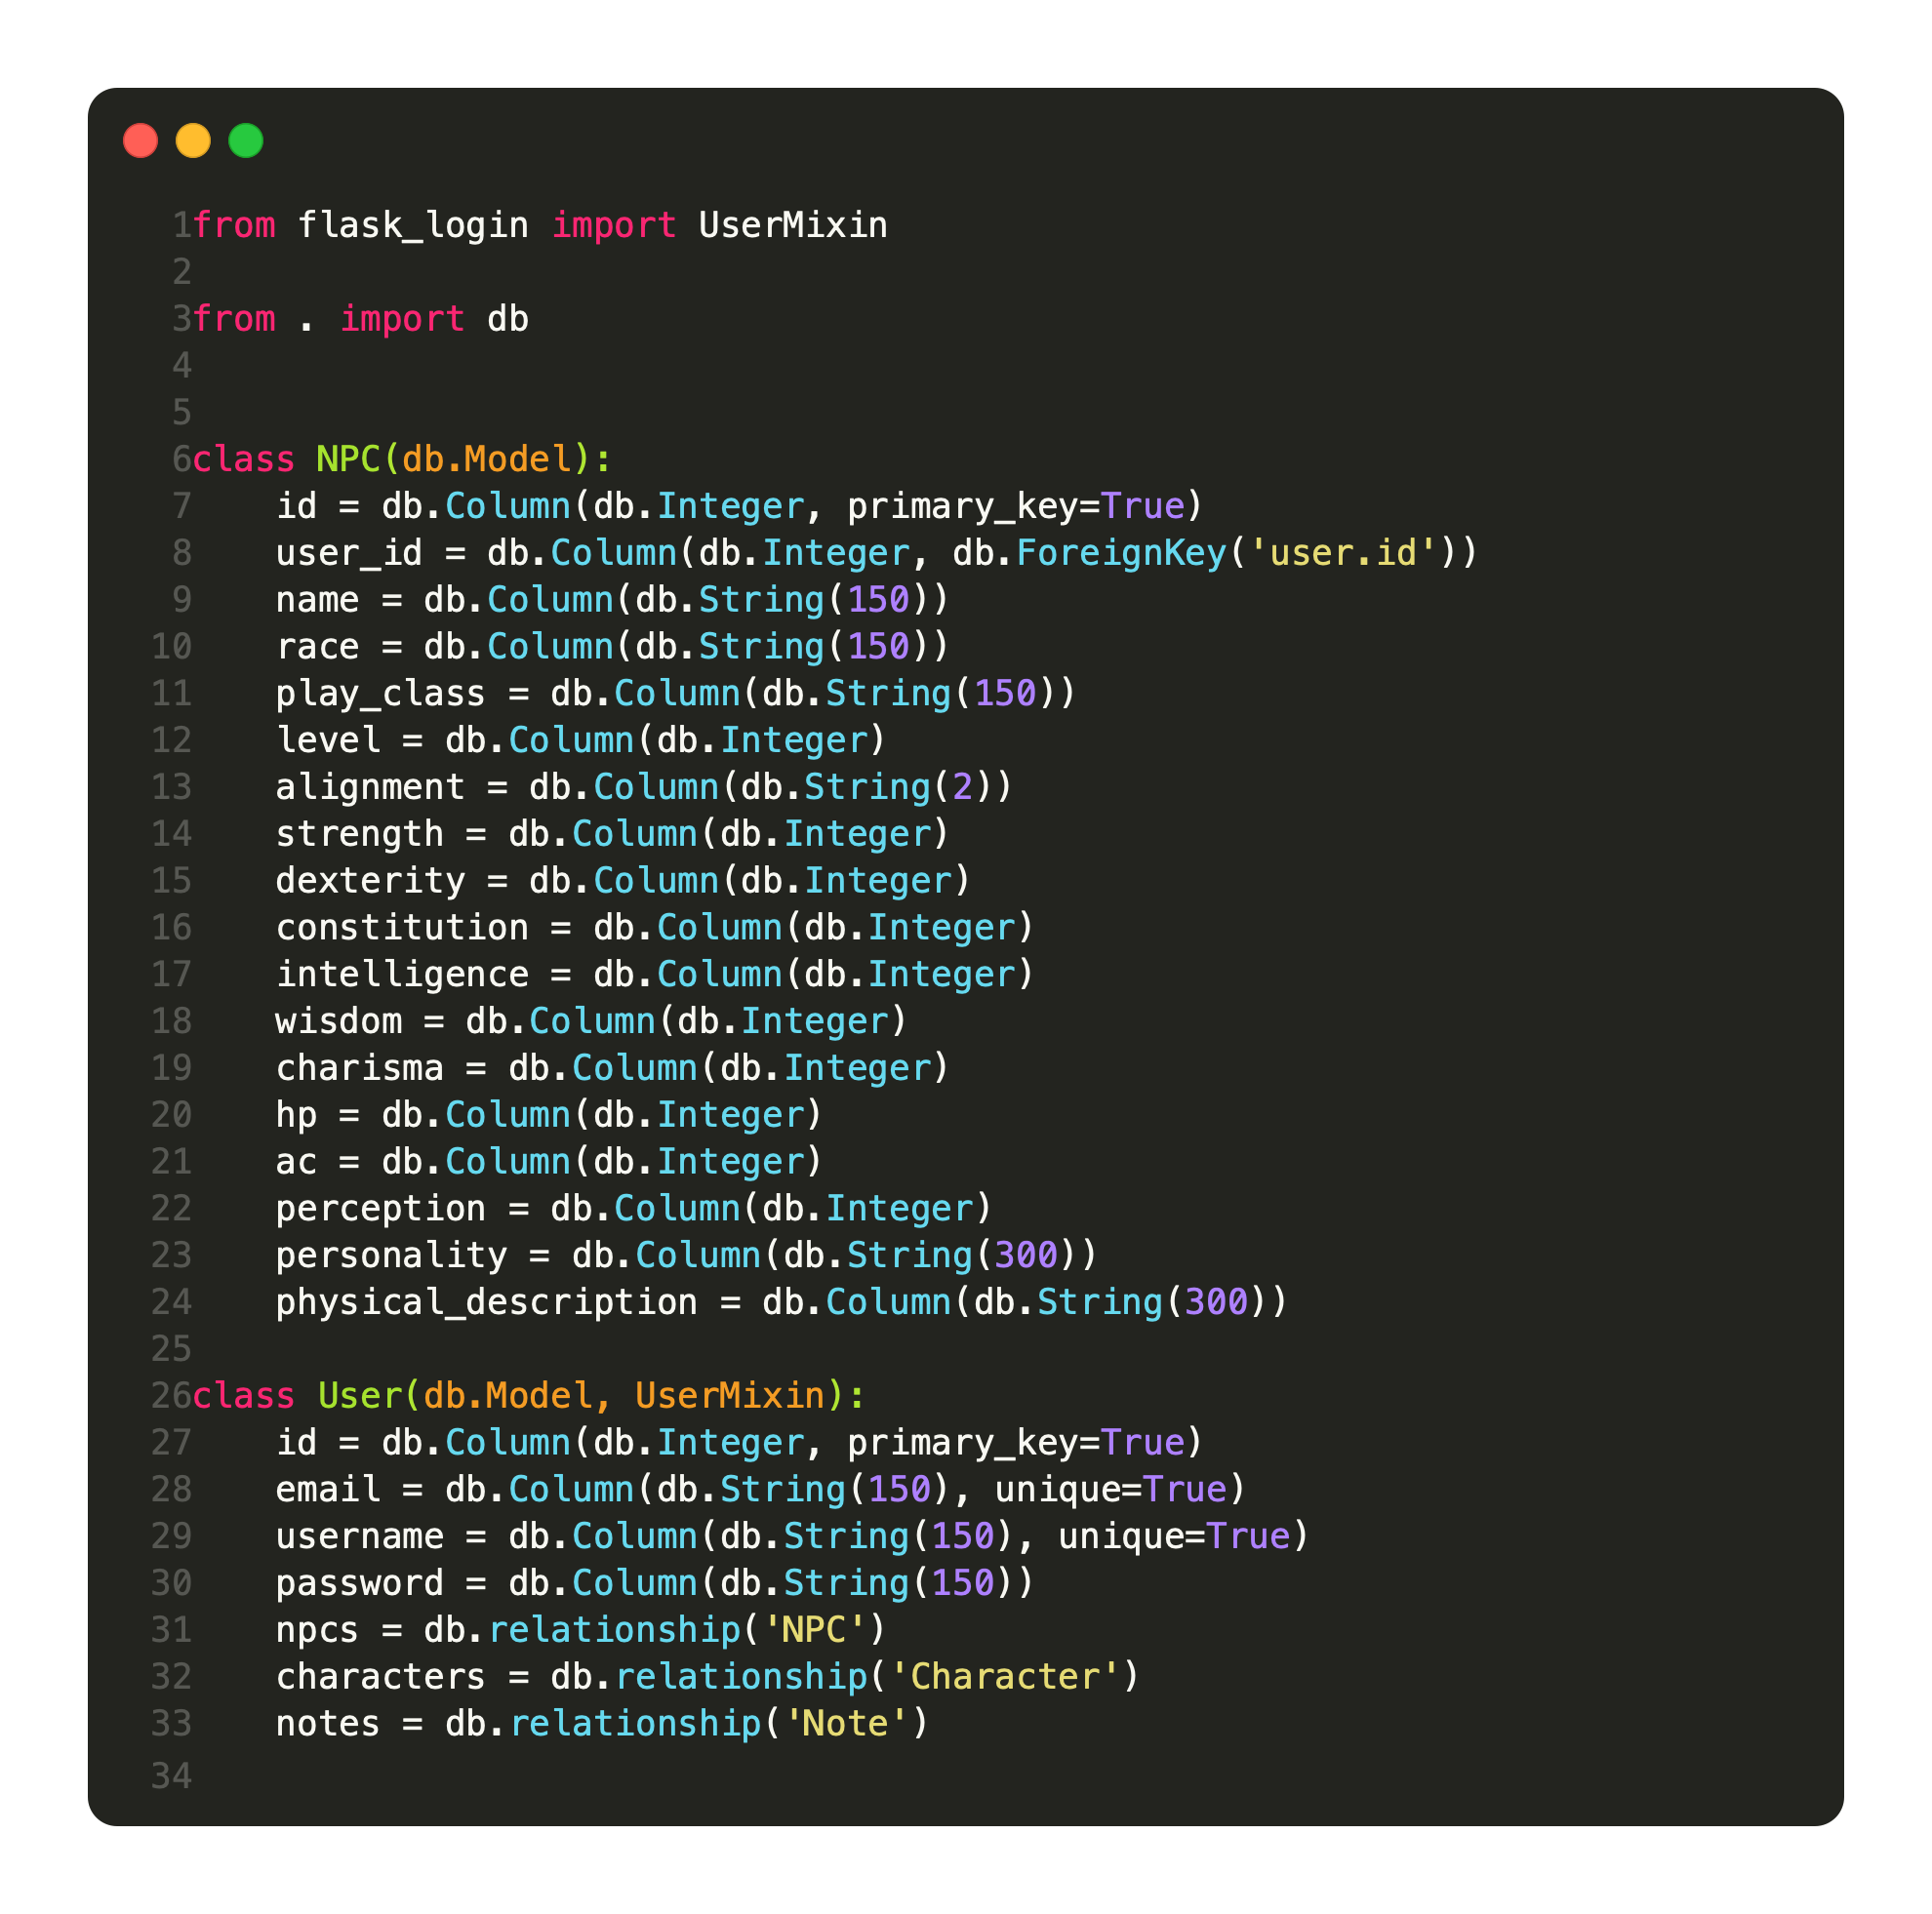 1from flask_login import UserMixin
2
3from . import db
4
5
6class NPC(db.Model):
7    id = db.Column(db.Integer, primary_key=True)
8    user_id = db.Column(db.Integer, db.ForeignKey('user.id'))
9    name = db.Column(db.String(150))
10    race = db.Column(db.String(150))
11    play_class = db.Column(db.String(150))
12    level = db.Column(db.Integer)
13    alignment = db.Column(db.String(2))
14    strength = db.Column(db.Integer)
15    dexterity = db.Column(db.Integer)
16    constitution = db.Column(db.Integer)
17    intelligence = db.Column(db.Integer)
18    wisdom = db.Column(db.Integer)
19    charisma = db.Column(db.Integer)
20    hp = db.Column(db.Integer)
21    ac = db.Column(db.Integer)
22    perception = db.Column(db.Integer)
23    personality = db.Column(db.String(300))
24    physical_description = db.Column(db.String(300))
25
26class User(db.Model, UserMixin):
27    id = db.Column(db.Integer, primary_key=True)
28    email = db.Column(db.String(150), unique=True)
29    username = db.Column(db.String(150), unique=True)
30    password = db.Column(db.String(150))
31    npcs = db.relationship('NPC')
32    characters = db.relationship('Character')
33    notes = db.relationship('Note')
34